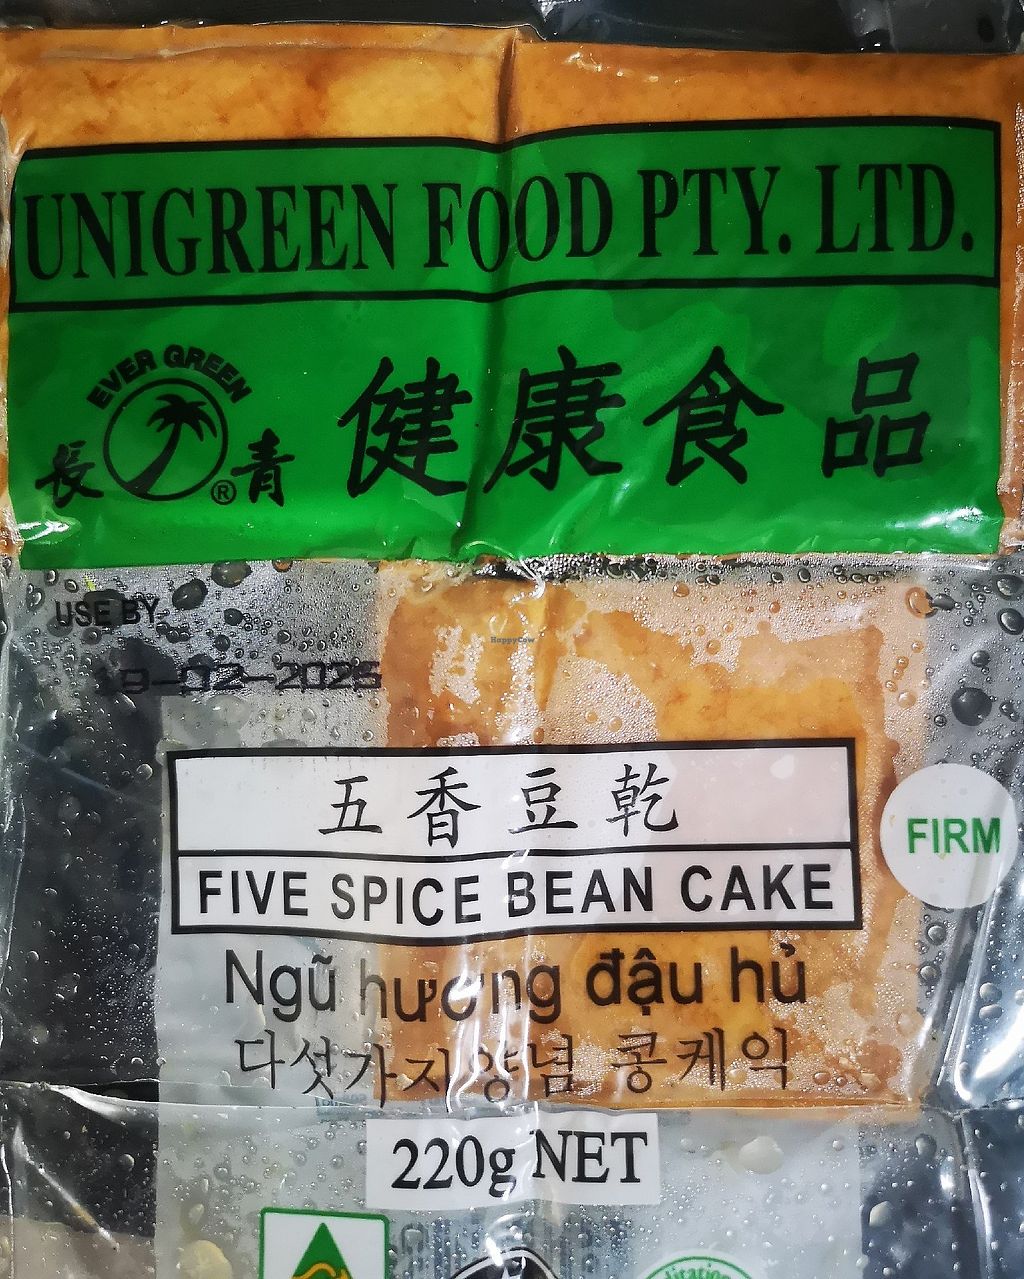 UNIGREEN FOOD PTY. LTD.
EVER GREEN
長 青 ®
健康食品
USE BY
HappyCow
五香豆乾
FIRM
FIVE SPICE BEAN CAKE
Ngũ hương đậu hủ
다섯가지양념 콩케익
220g NET